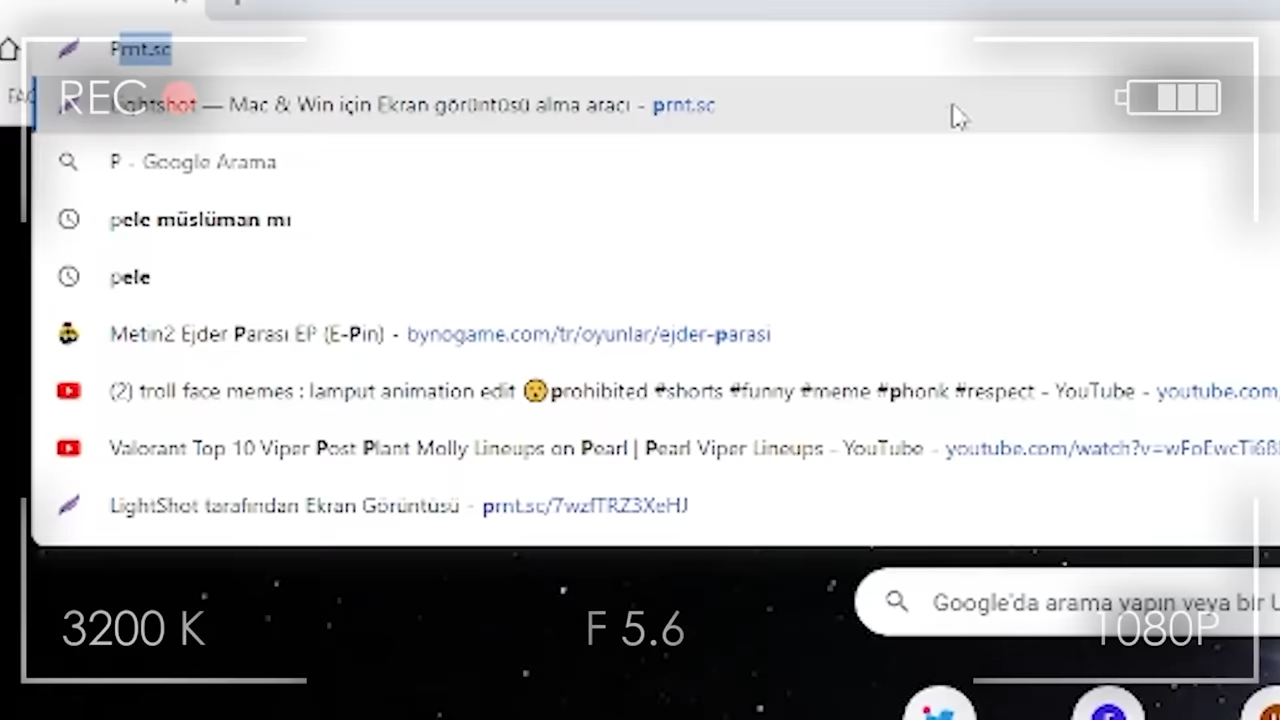 Prnt.sc
REC
Lightshot — Mac & Win için Ekran görüntüsü alma aracı - prnt.sc
P - Google Arama
pele müslüman mı
pele
Metin2 Ejder Parası EP (E-Pin) - bynogame.com/tr/oyunlar/ejder-parasi
(2) troll face memes : lamput animation edit 😯prohibited #shorts #funny #meme #phonk #respect - YouTube - youtube.com
Valorant Top 10 Viper Post Plant Molly Lineups on Pearl | Pearl Viper Lineups - YouTube - youtube.com/watch?v=wFoEwcTi6
LightShot tarafından Ekran Görüntüsü - prnt.sc/7wzfTRZ3XeHJ
Google'da arama yapın veya bir U
3200 K
F 5.6
1080P